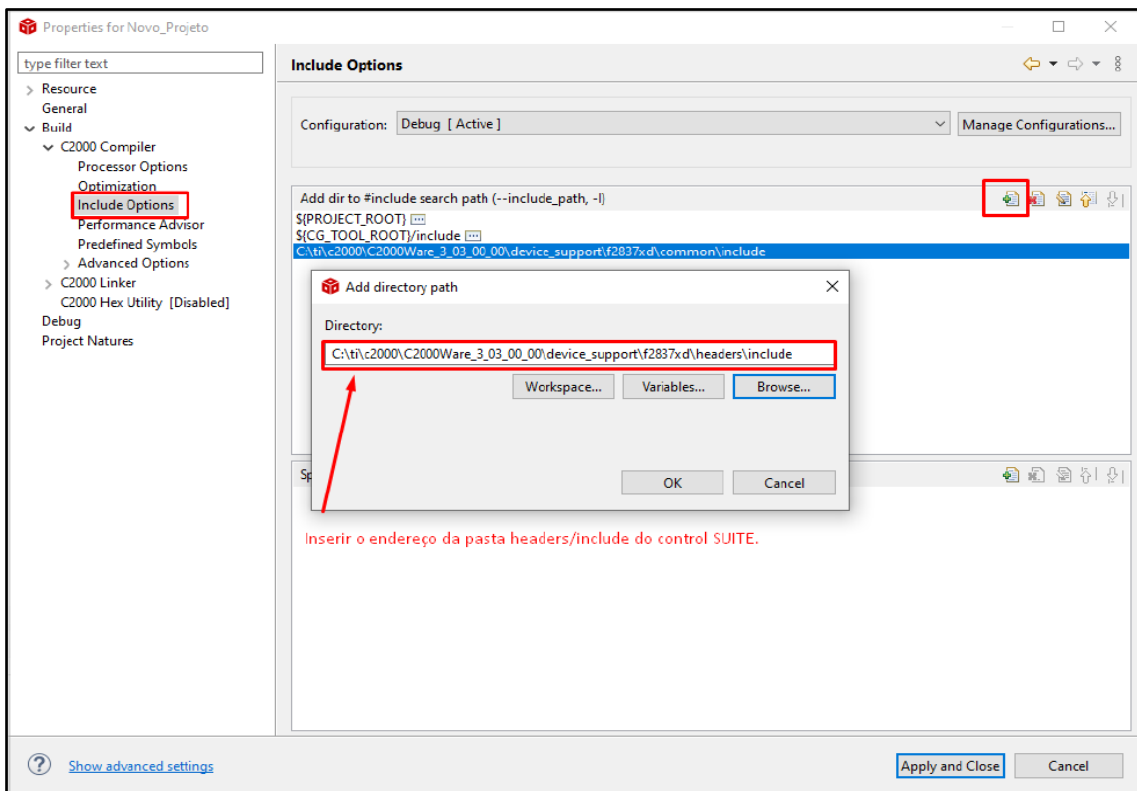 Properties for Novo_Projeto
type filter text
Resource
General
Build
C2000 Compiler
Processor Options
Optimization
Include Options
Performance Advisor
Predefined Symbols
Advanced Options
C2000 Linker
C2000 Hex Utility [Disabled]
Debug
Project Natures
Include Options
Configuration: Debug [ Active ]
Manage Configurations...
Add dir to #include search path (--include_path, -I)
${PROJECT_ROOT}
${CG_TOOL_ROOT}/include
C:\ti\c2000\C2000Ware_3_03_00_00\device_support\f2837xd\common\include
Add directory path
Directory:
C:\ti\c2000\C2000Ware_3_03_00_00\device_support\f2837xd\headers\include
Workspace... Variables... Browse...
OK Cancel
Inserir o endereço da pasta headers/include do control SUITE.
Show advanced settings
Apply and Close Cancel